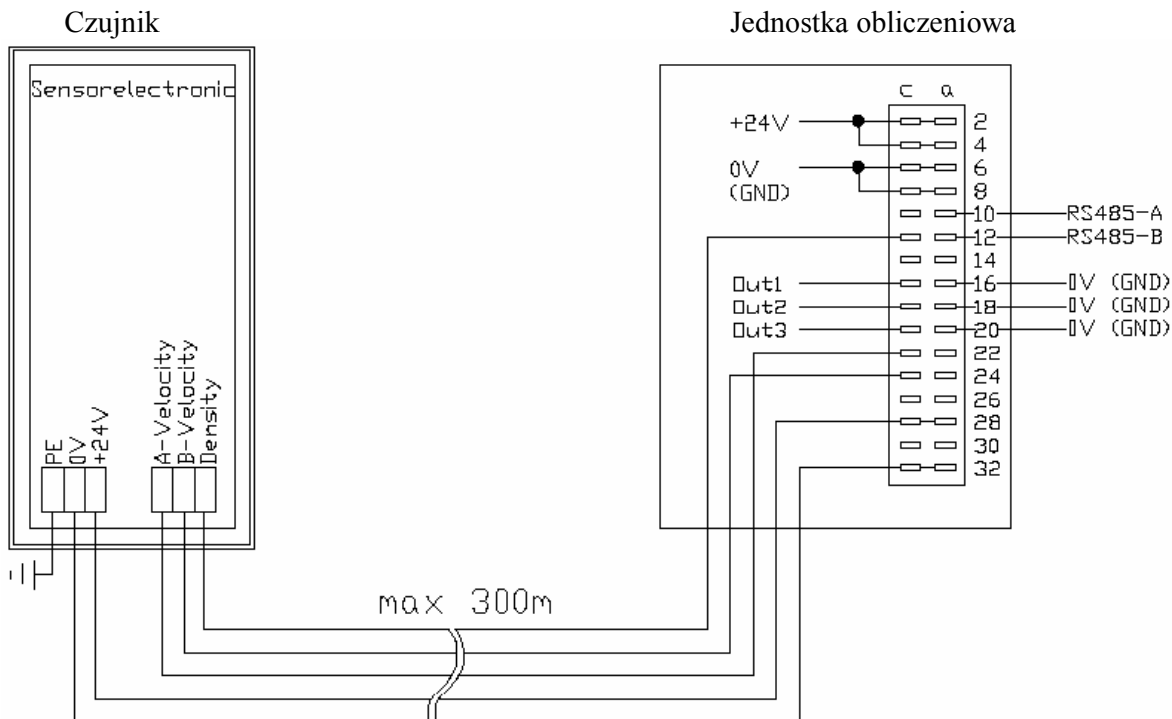 Czujnik
Jednostka obliczeniowa
Sensorelectronic
c a
+24V
2
4
0V
(GND)
6
8
10
RS485-A
12
RS485-B
14
Out1
16
0V (GND)
Out2
18
0V (GND)
Out3
20
0V (GND)
22
24
26
28
30
32
PE
0V
+24V
A-Velocity
B-Velocity
Density
max 300m